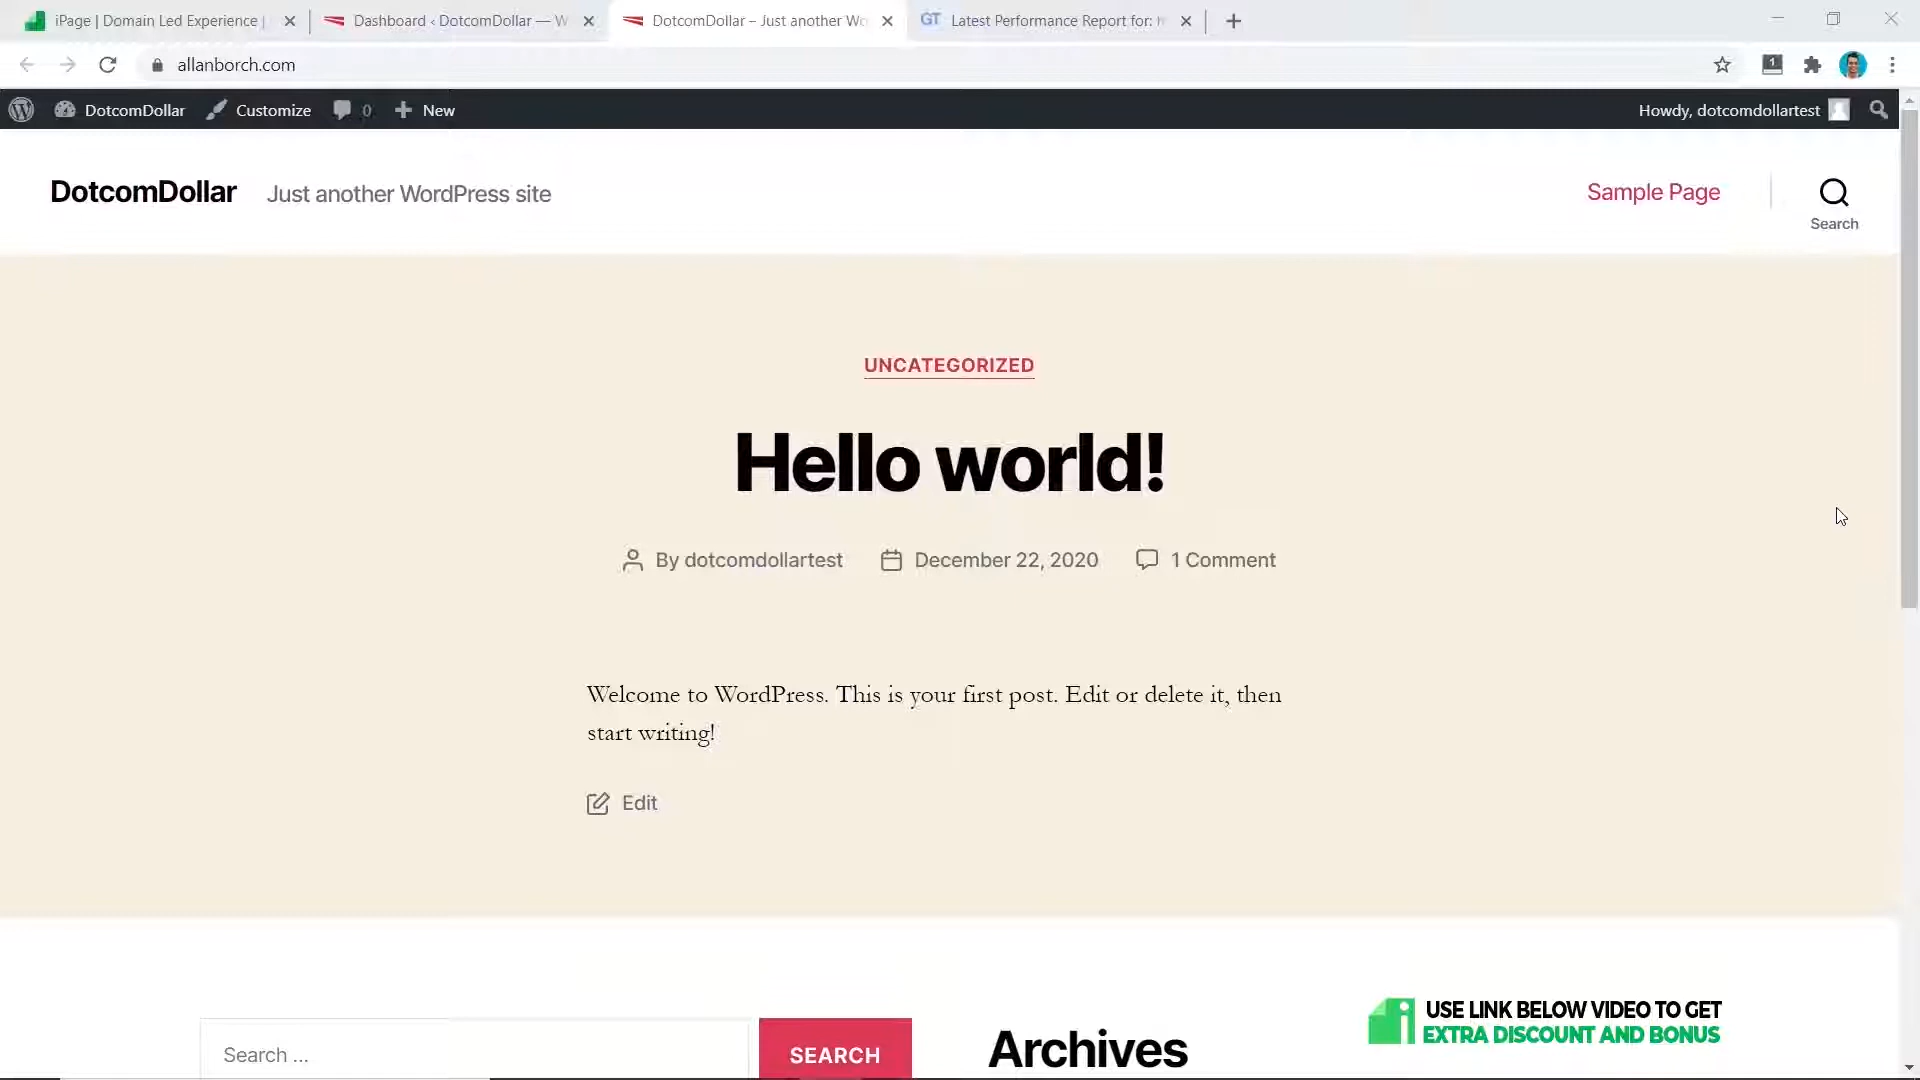 iPage | Domain Led Experience |
Dashboard ‹ DotcomDollar — W
DotcomDollar – Just another Wo
GT Latest Performance Report for: h
allanborch.com
1
DotcomDollar
Customize
0
New
Howdy, dotcomdollartest
DotcomDollar
Just another WordPress site
Sample Page
Search
UNCATEGORIZED
Hello world!
By dotcomdollartest
December 22, 2020
1 Comment
Welcome to WordPress. This is your first post. Edit or delete it, then
start writing!
Edit
Search ...
SEARCH
Archives
USE LINK BELOW VIDEO TO GET
EXTRA DISCOUNT AND BONUS